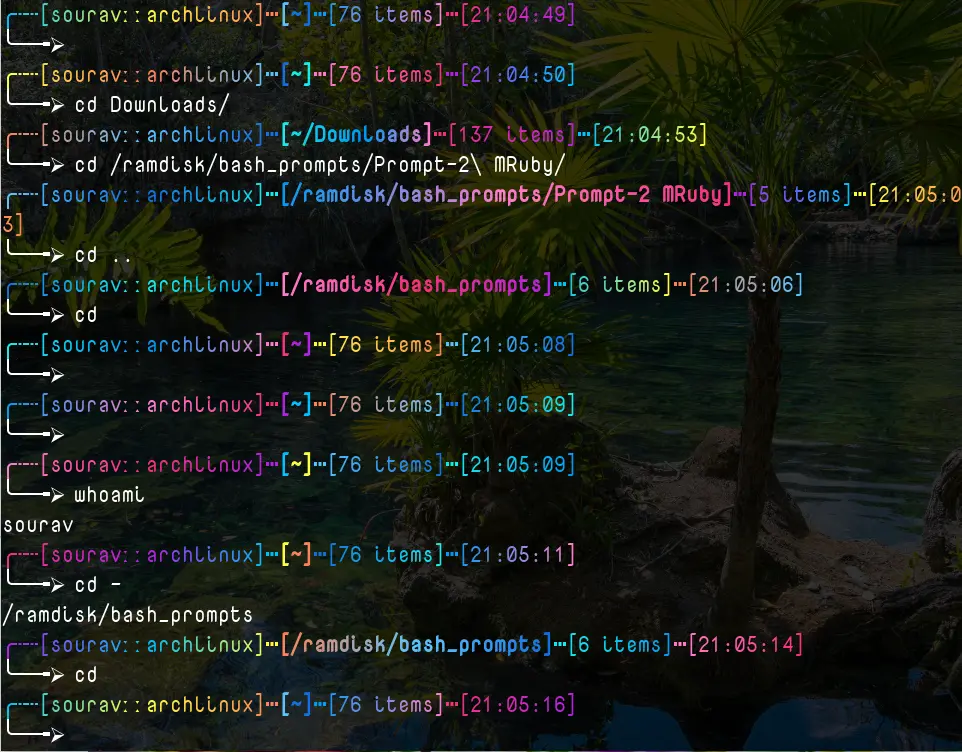 [sourav::archlinux]┅[~]┅[76 items]┅[21:04:49]
[sourav::archlinux]┅[~]┅[76 items]┅[21:04:50]
cd Downloads/
[sourav::archlinux]┅[~/Downloads]┅[137 items]┅[21:04:53]
cd /ramdisk/bash_prompts/Prompt-2\ MRuby/
[sourav::archlinux]┅[/ramdisk/bash_prompts/Prompt-2 MRuby]┅[5 items]┅[21:05:0
3]
cd ..
[sourav::archlinux]┅[/ramdisk/bash_prompts]┅[6 items]┅[21:05:06]
cd
[sourav::archlinux]┅[~]┅[76 items]┅[21:05:08]
[sourav::archlinux]┅[~]┅[76 items]┅[21:05:09]
[sourav::archlinux]┅[~]┅[76 items]┅[21:05:09]
whoami
sourav
[sourav::archlinux]┅[~]┅[76 items]┅[21:05:11]
cd -
/ramdisk/bash_prompts
[sourav::archlinux]┅[/ramdisk/bash_prompts]┅[6 items]┅[21:05:14]
cd
[sourav::archlinux]┅[~]┅[76 items]┅[21:05:16]